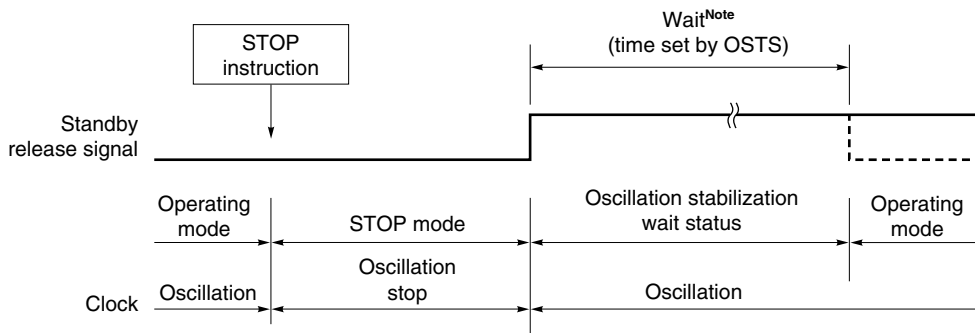 Wait Note
(time set by OSTS)
STOP
instruction
Standby
release signal
Operating
mode
STOP mode
Oscillation stabilization
wait status
Operating
mode
Clock
Oscillation
Oscillation
stop
Oscillation